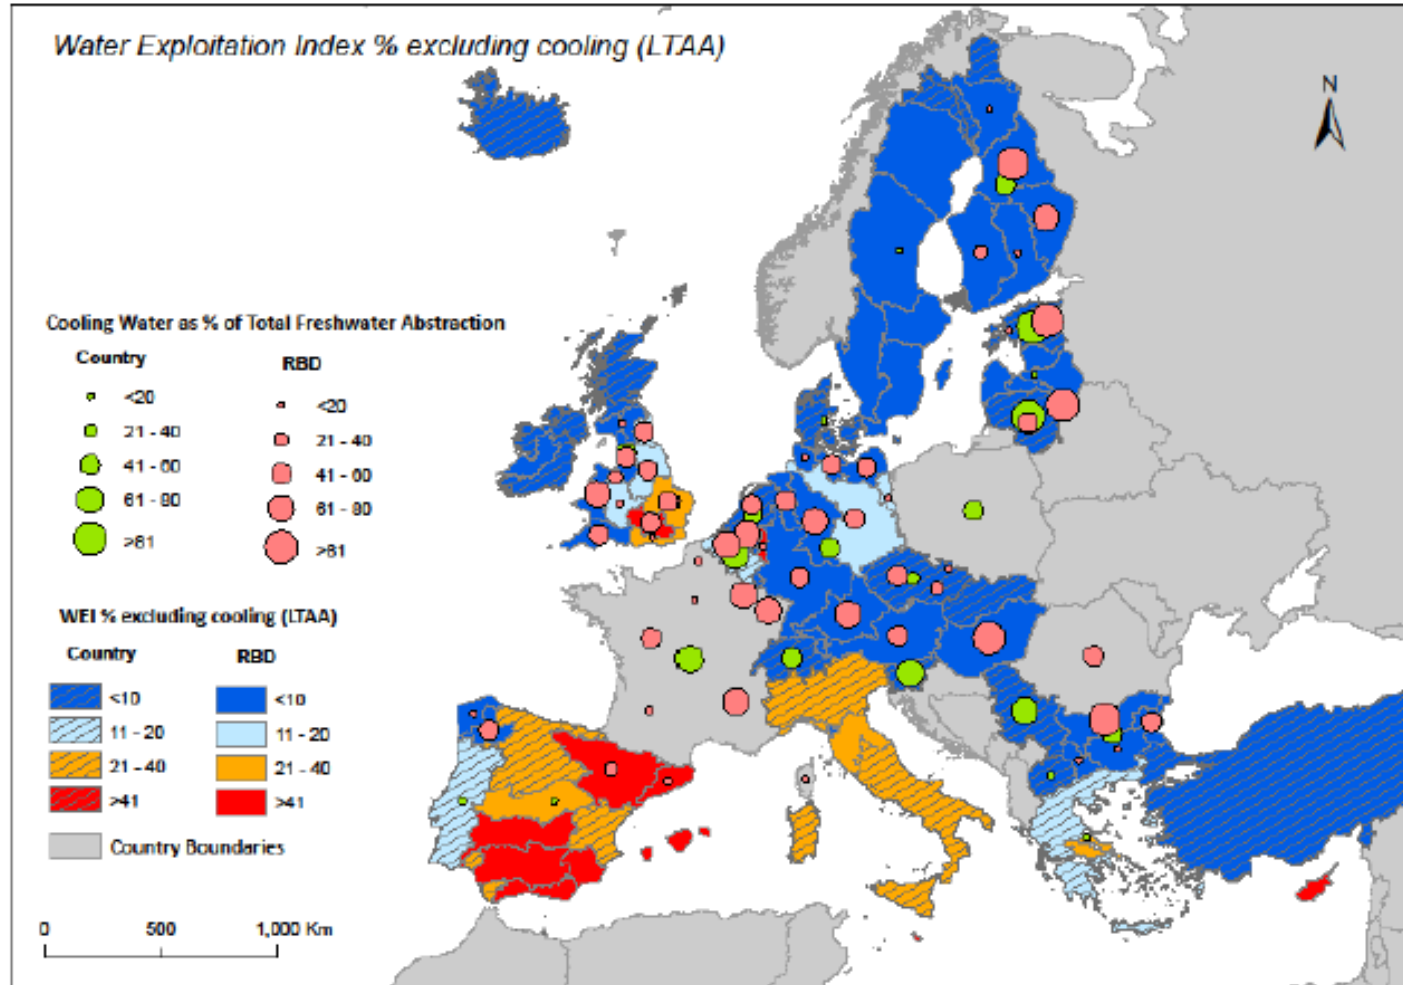 Water Exploitation Index % excluding cooling (LTAA)
N
Cooling Water as % of Total Freshwater Abstraction
Country RBD
<20 <20
21 - 40 21 - 40
41 - 60 41 - 60
61 - 80 61 - 80
>81 >81
WEI % excluding cooling (LTAA)
Country RBD
<10 <10
11 - 20 11 - 20
21 - 40 21 - 40
>41 >41
Country Boundaries
0 500 1,000 Km